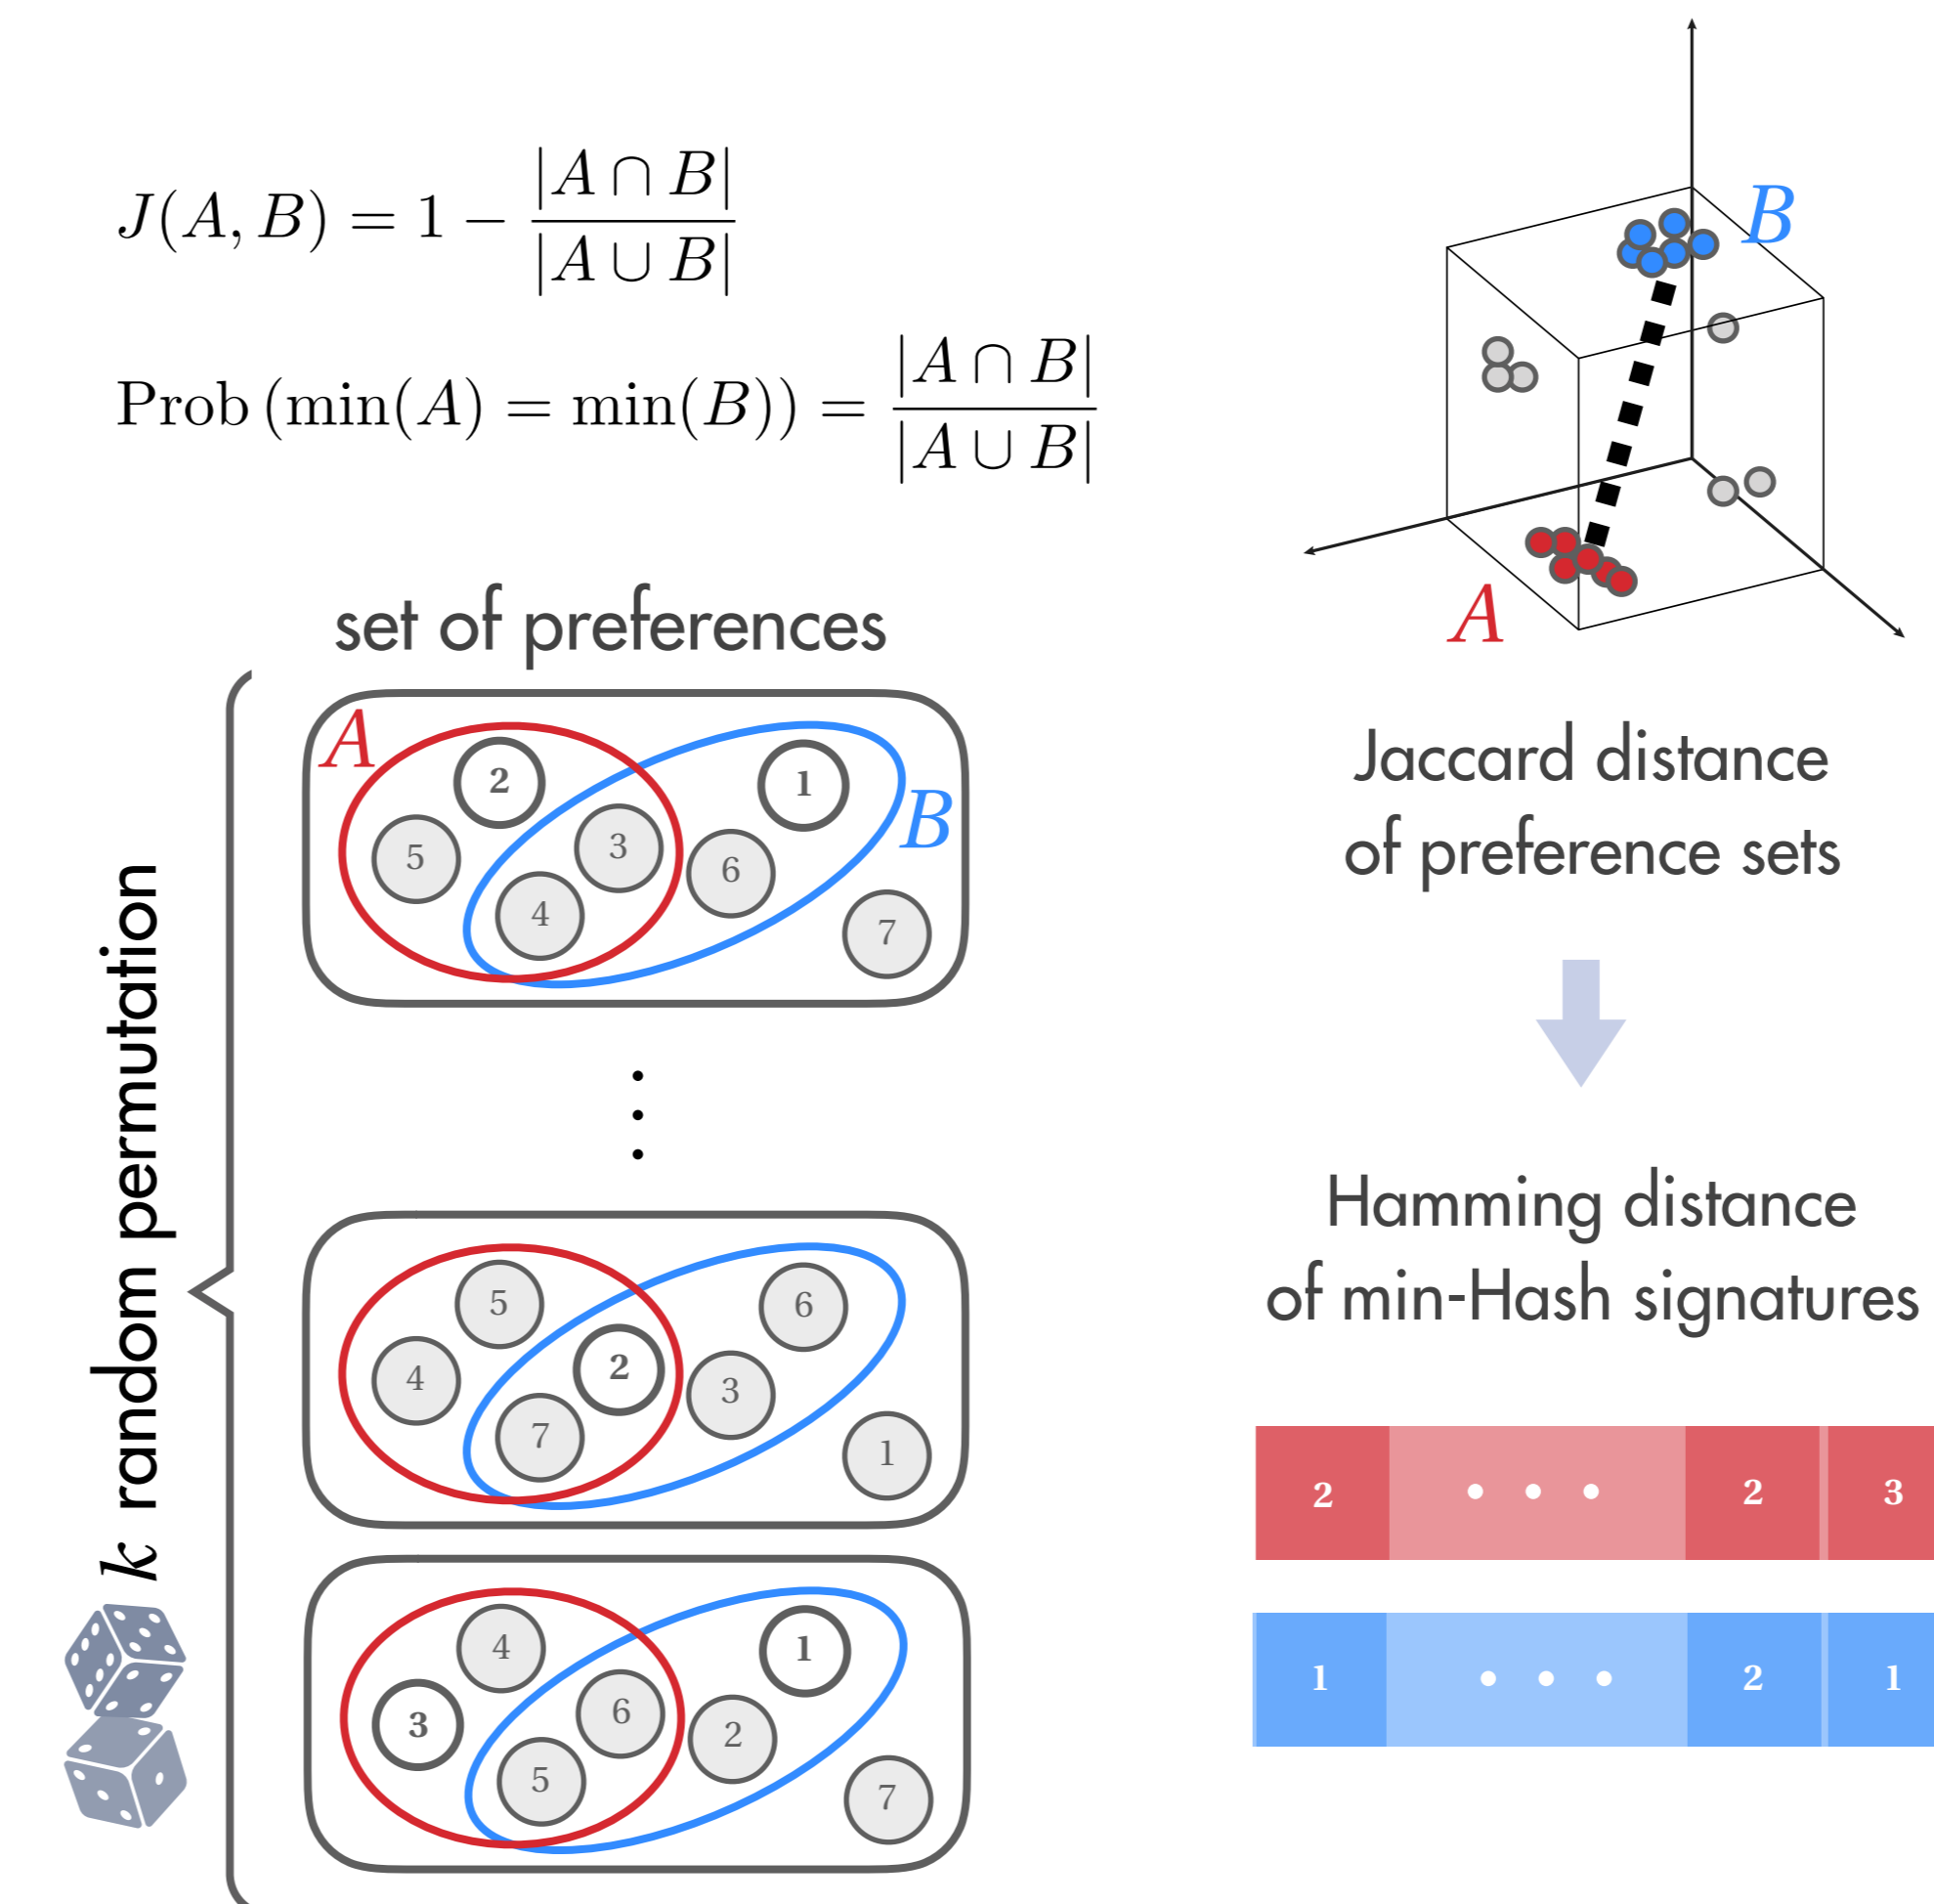 J(A, B) = 1 − |A ∩ B| / |A ∪ B|
Prob (min(A) = min(B)) = |A ∩ B| / |A ∪ B|
B
A
set of preferences
k random permutation
A
B
2
1
5
3
6
4
7
Jaccard distance
of preference sets
Hamming distance
of min-Hash signatures
5
6
4
2
3
7
1
4
1
3
6
2
5
7
2 • • • 2 3
1 • • • 2 1